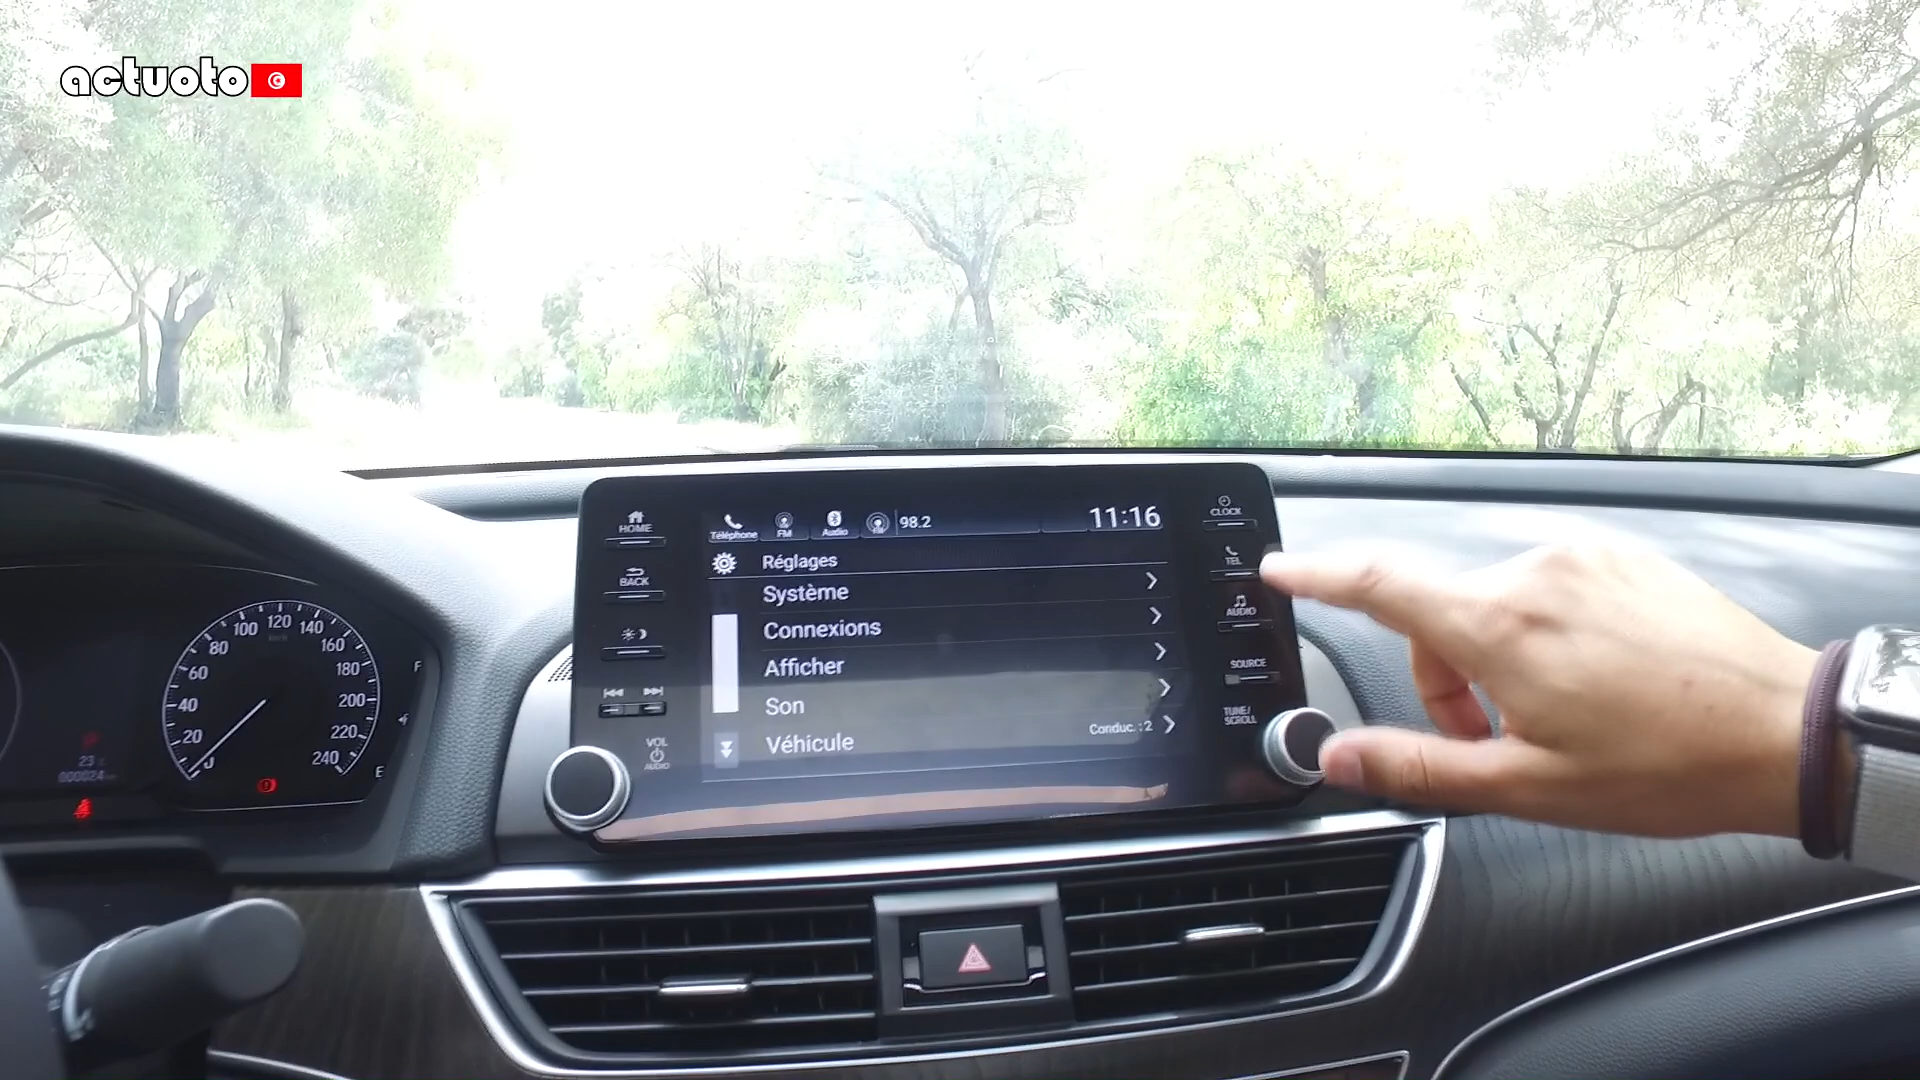 actuoto
HOME
BACK
VOL
AUDIO
Téléphone
FM
Audio
98.2
11:16
Réglages
Système
Connexions
Afficher
Son
Véhicule
Conduc. : 2
CLOCK
TEL
AUDIO
SOURCE
TUNE/
SCROLL
20
40
60
80
100
120
140
160
180
200
220
240
F
E
23
000024